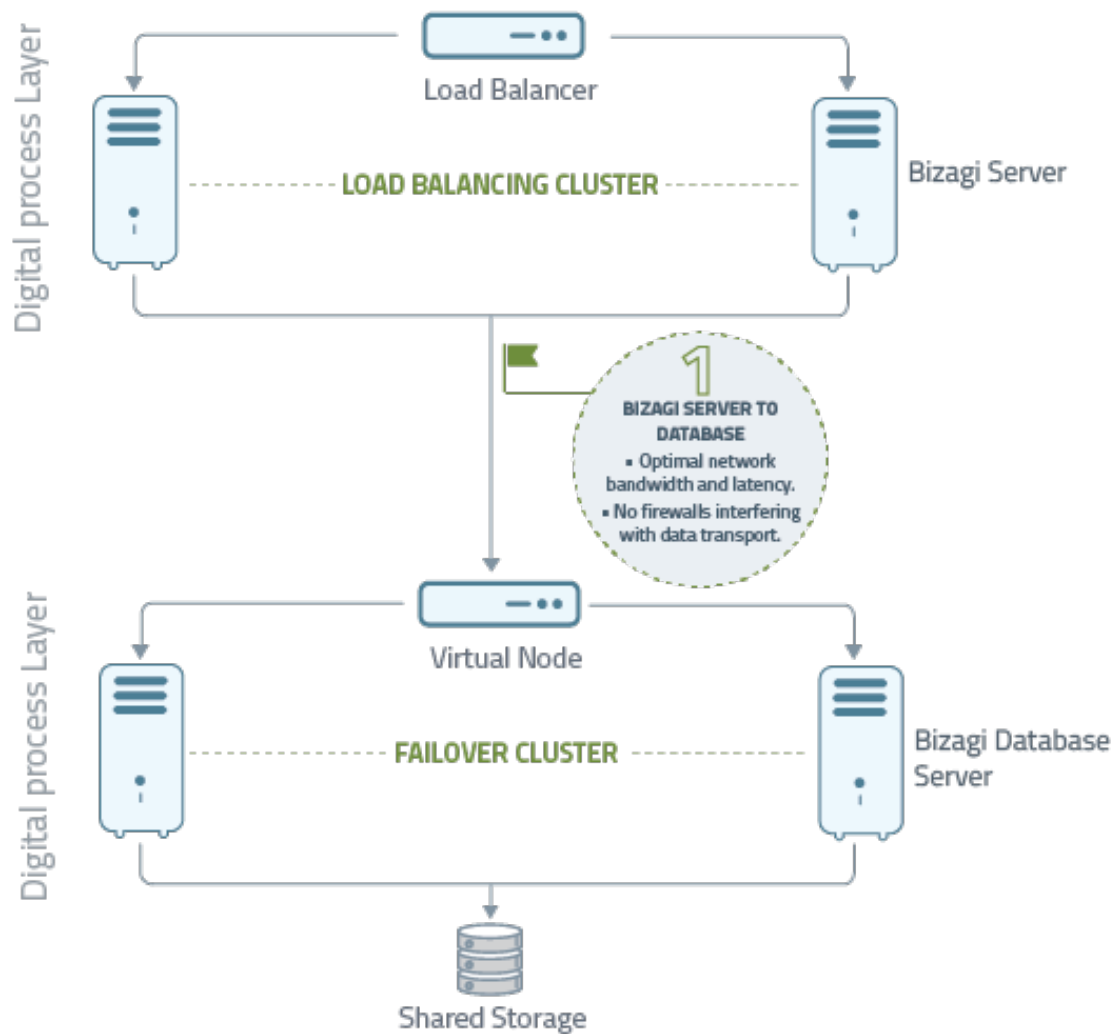 Load Balancer
Digital process Layer
LOAD BALANCING CLUSTER
Bizagi Server
1
BIZAGI SERVER TO
DATABASE
▪ Optimal network
bandwidth and latency.
▪ No firewalls interfering
with data transport.
Virtual Node
Digital process Layer
FAILOVER CLUSTER
Bizagi Database
Server
Shared Storage